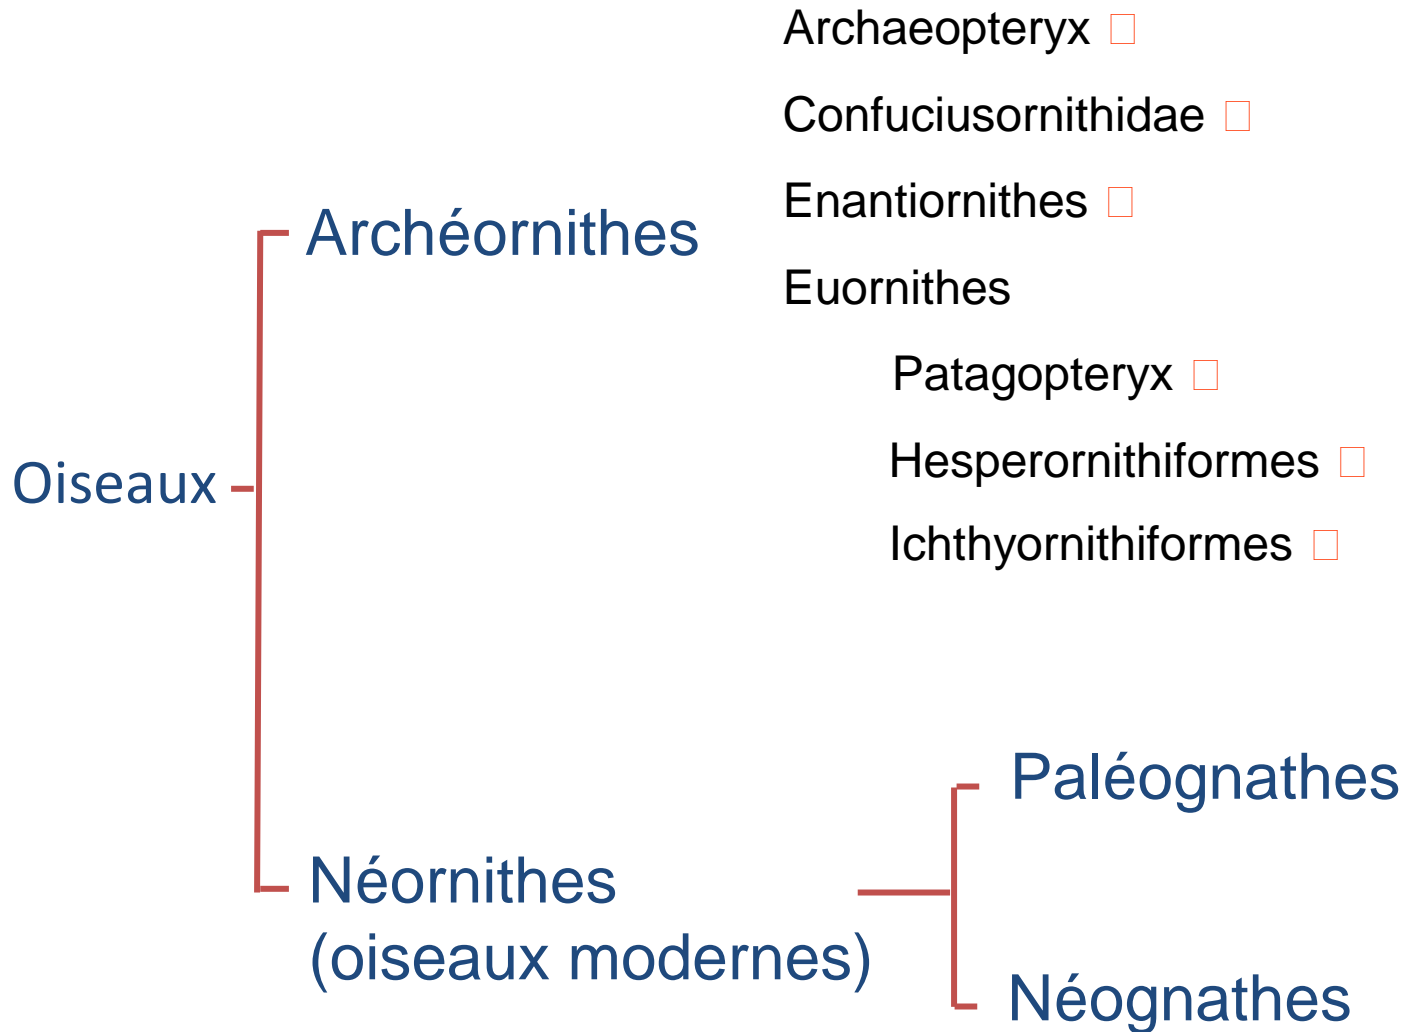 Archaeopteryx □
Confuciusornithidae □
Enantiornithes □
Archéornithes
Euornithes
Patagopteryx □
Hesperornithiformes □
Oiseaux
Ichthyornithiformes □
Paléognathes
Néornithes
(oiseaux modernes)
Néognathes